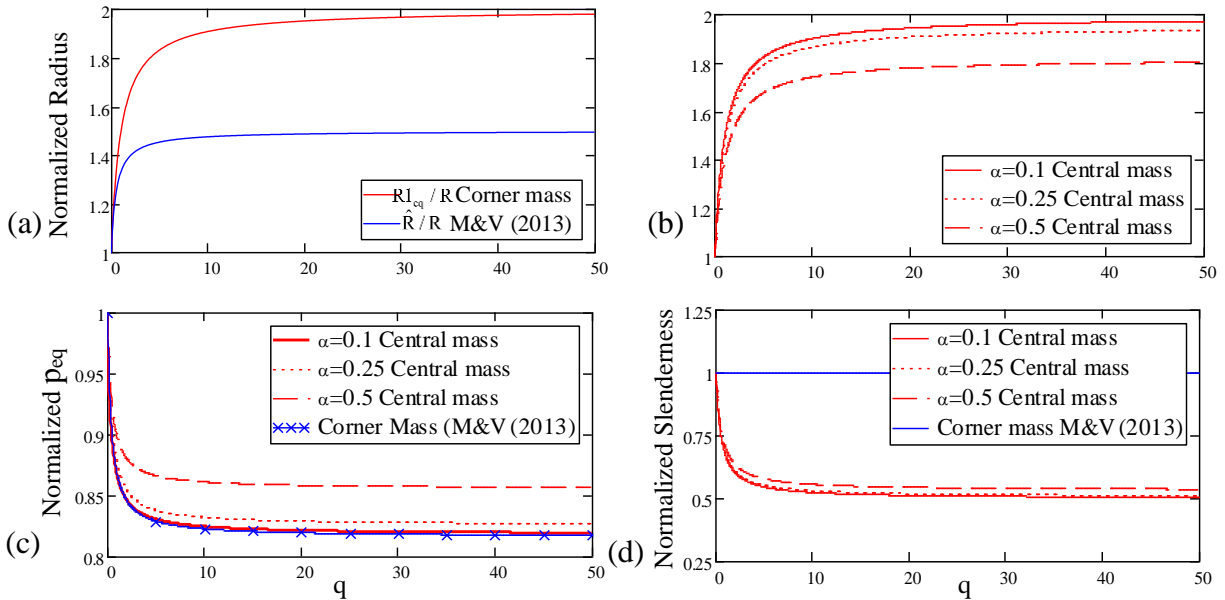 (a)
Normalized Radius
2
1.8
1.6
1.4
1.2
1
0
10
20
30
40
50
RI_eq / R Corner mass
R̂ / R M&V (2013)
(b)
2
1.8
1.6
1.4
1.2
1
0
10
20
30
40
50
α=0.1 Central mass
α=0.25 Central mass
α=0.5 Central mass
(c)
Normalized p_eq
1
0.95
0.9
0.85
0.8
0
10
20
30
40
50
q
α=0.1 Central mass
α=0.25 Central mass
α=0.5 Central mass
Corner Mass (M&V (2013)
(d)
Normalized Slenderness
1.25
1
0.75
0.5
0.25
0
10
20
30
40
50
q
α=0.1 Central mass
α=0.25 Central mass
α=0.5 Central mass
Corner mass M&V (2013)